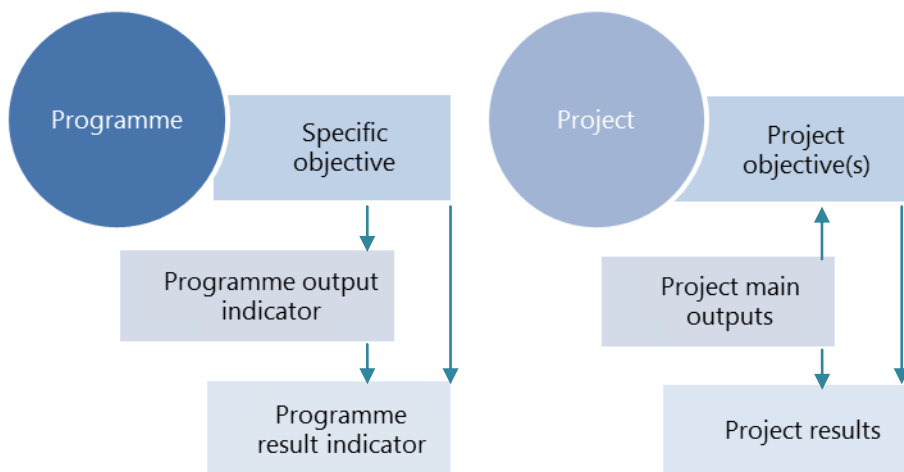 Programme
Specific
objective
Programme output
indicator
Programme
result indicator
Project
Project
objective(s)
Project main
outputs
Project results